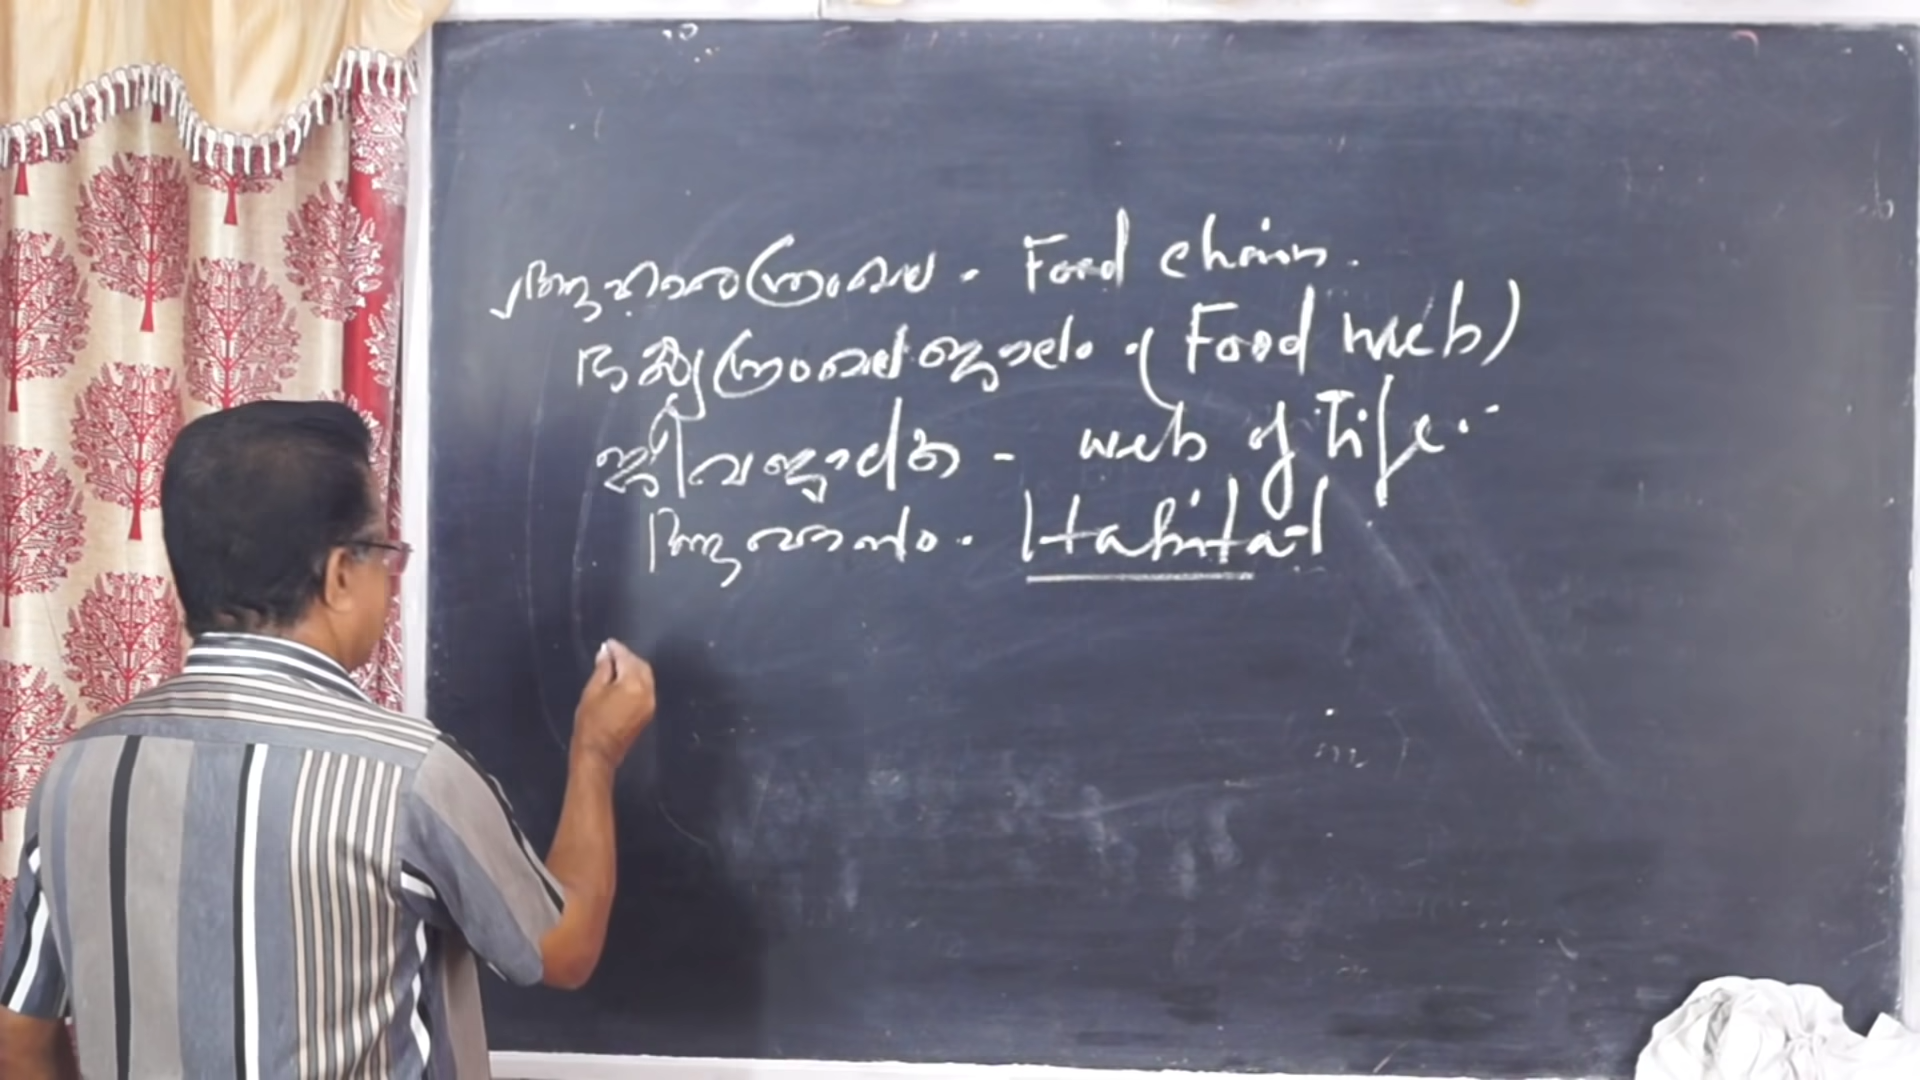 ആഹാരശൃംഖല - Food chain.
ഭക്ഷ്യശൃംഖലാജാലം (Food web)
ജീവജാലിക - web of life.
ആവാസം - Habitat